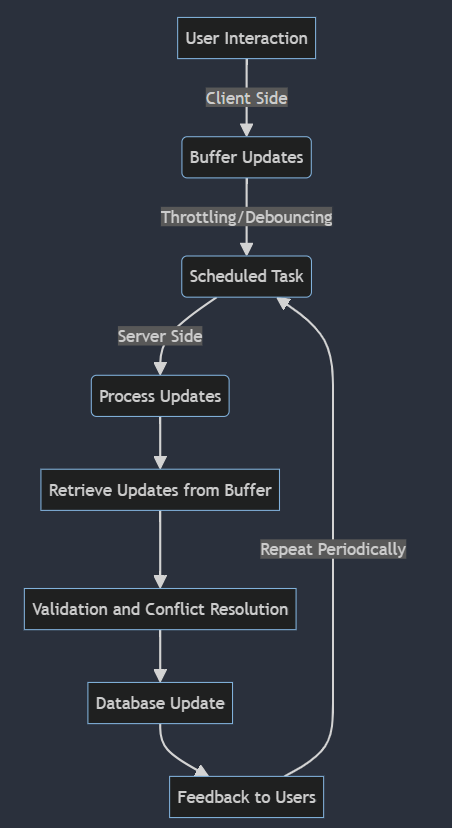 User Interaction
Client Side
Buffer Updates
Throttling/Debouncing
Scheduled Task
Server Side
Process Updates
Retrieve Updates from Buffer
Repeat Periodically
Validation and Conflict Resolution
Database Update
Feedback to Users